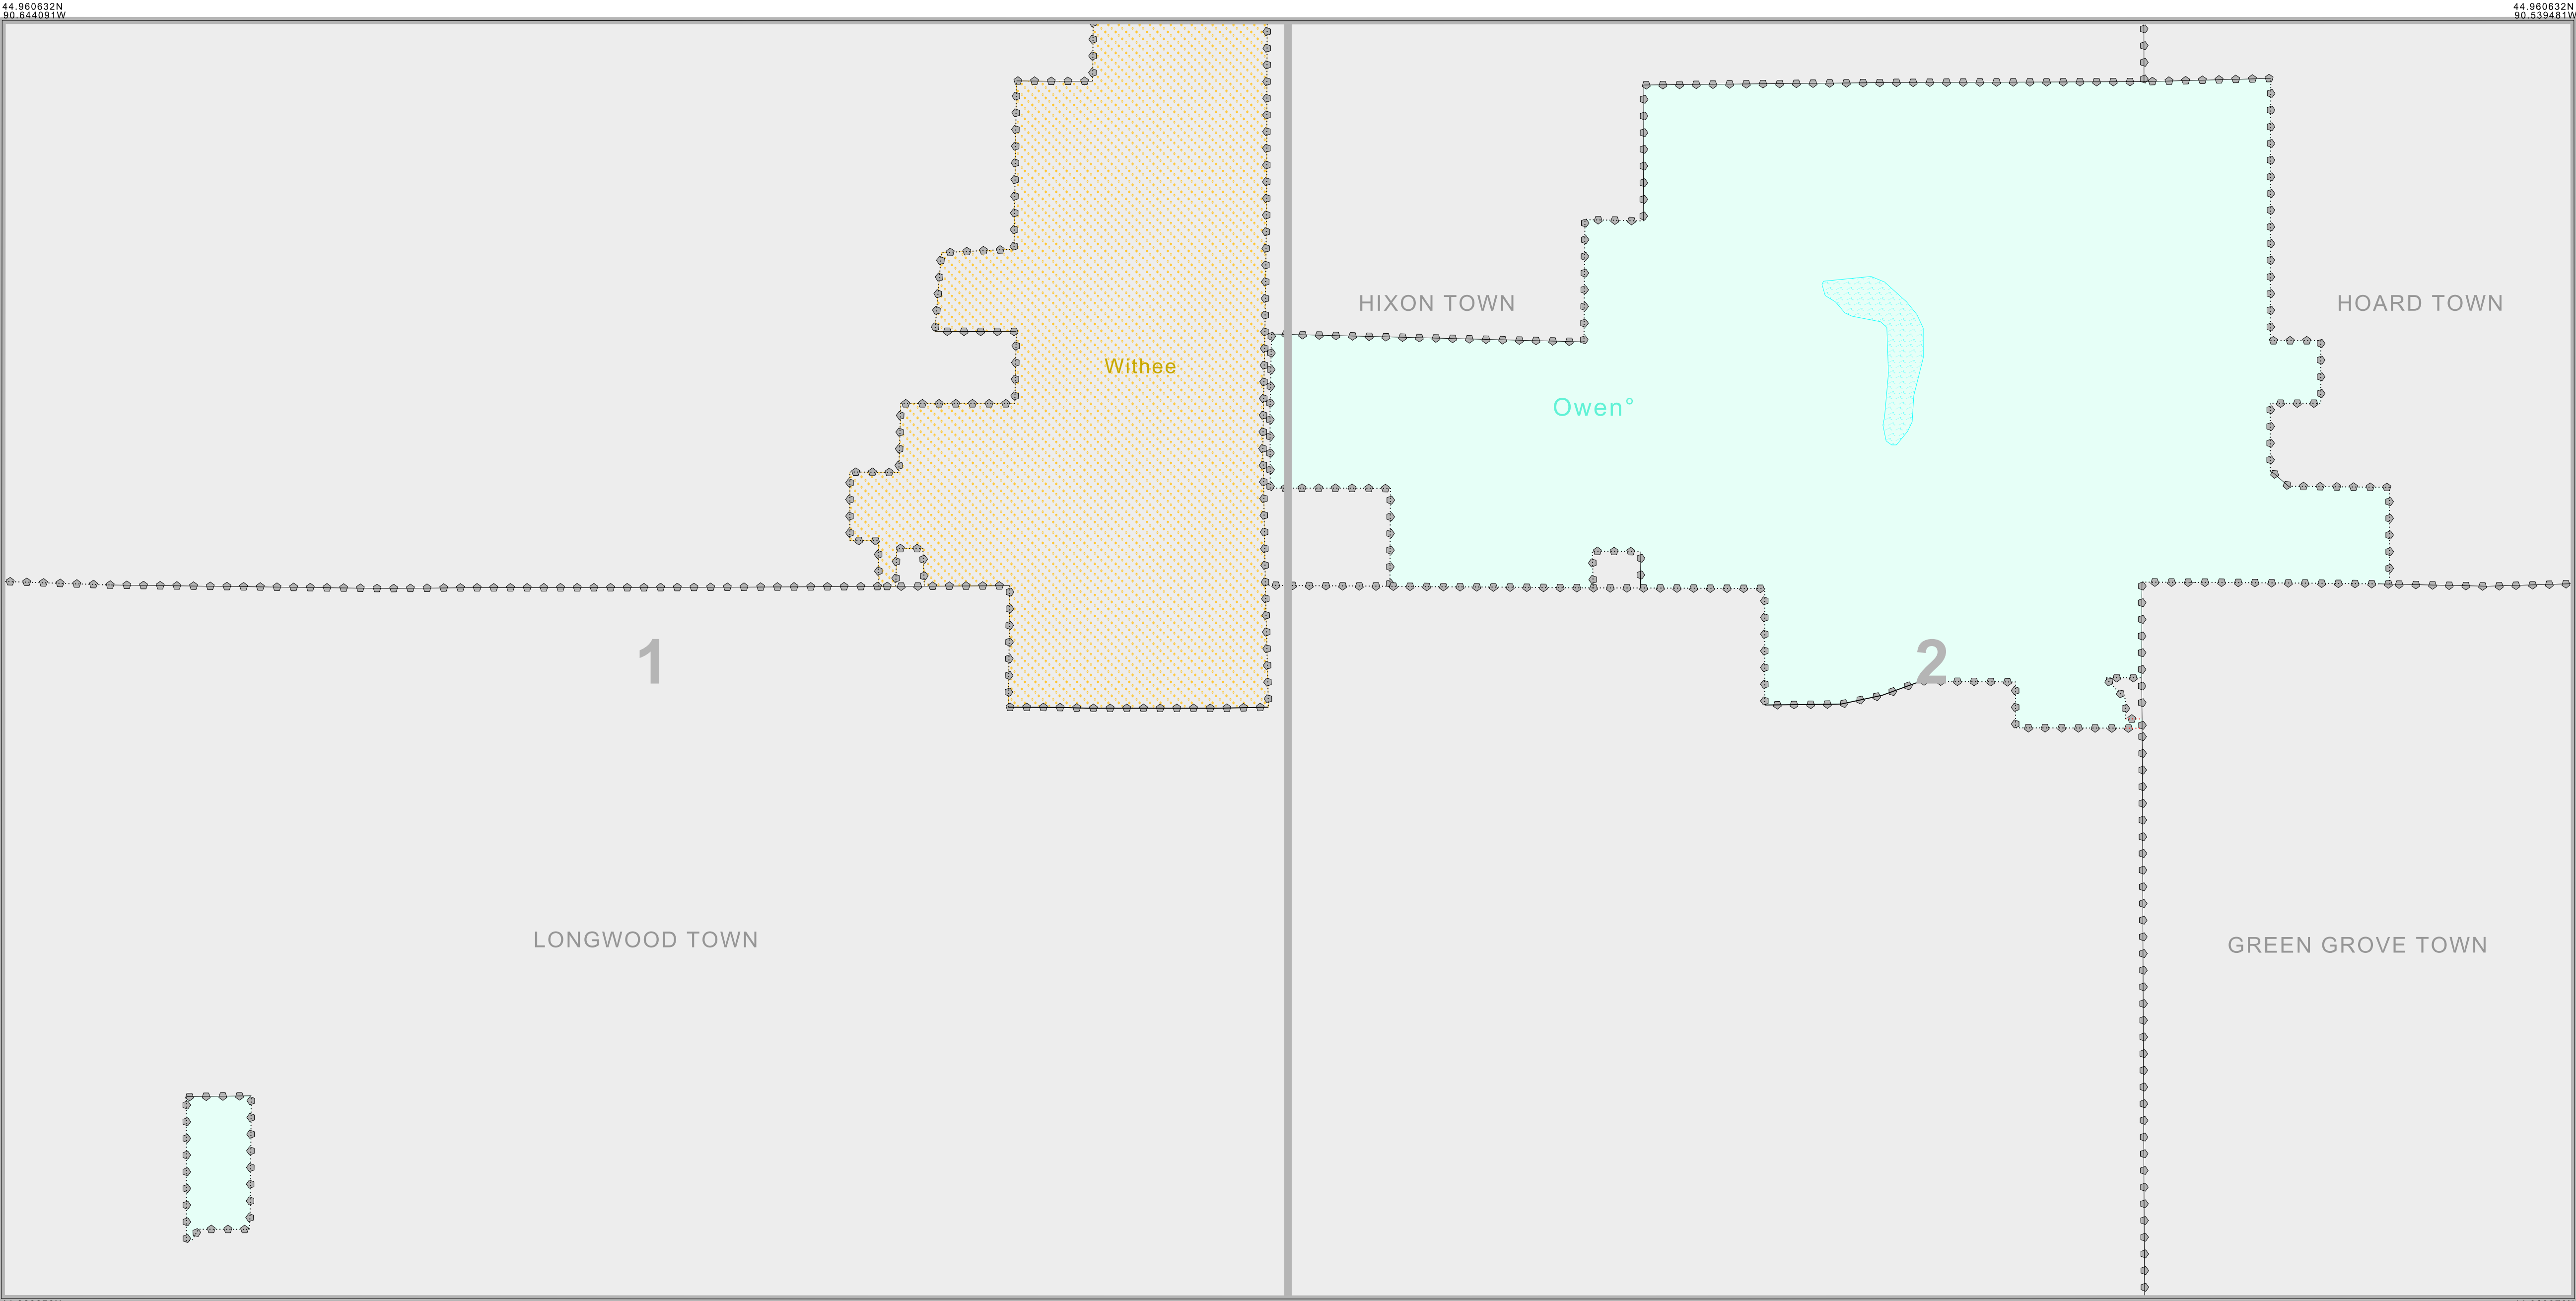 44.960632N
90.644091W
44.960632N
90.539481W
HIXON TOWN
HOARD TOWN
Withee
Owen°
1
2
LONGWOOD TOWN
GREEN GROVE TOWN